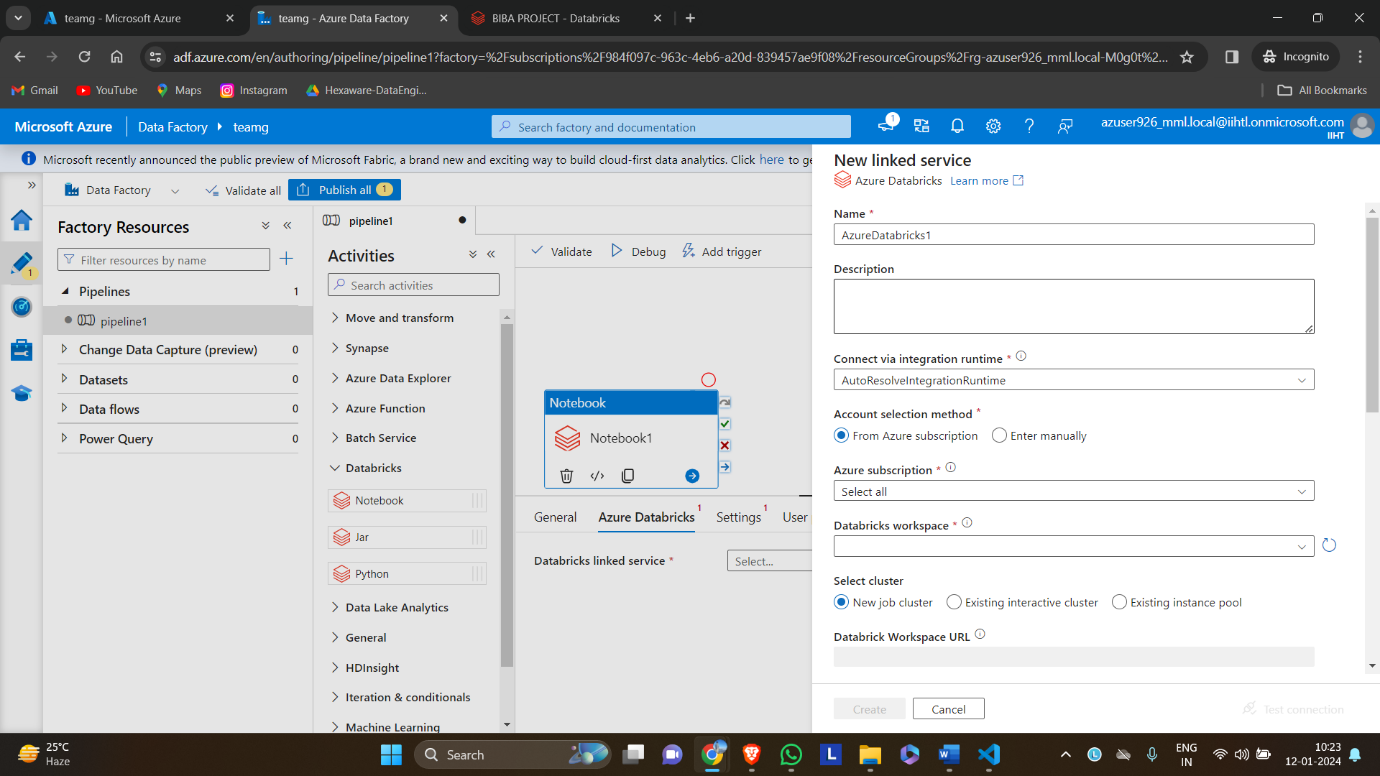 teamg - Microsoft Azure
teamg - Azure Data Factory
BIBA PROJECT - Databricks
adf.azure.com/en/authoring/pipeline/pipeline1?factory=%2Fsubscriptions%2F984f097c-963c-4eb6-a20d-839457ae9f08%2FresourceGroups%2Frg-azuser926_mml.local-M0g0t%2...
Incognito
Gmail
YouTube
Maps
Instagram
Hexaware-DataEngi...
All Bookmarks
Microsoft Azure
Data Factory
teamg
Search factory and documentation
1
azuser926_mml.local@iihtl.onmicrosoft.com
IIHT
Microsoft recently announced the public preview of Microsoft Fabric, a brand new and exciting way to build cloud-first data analytics. Click here to ge
Data Factory
Validate all
Publish all 1
1
Factory Resources
Filter resources by name
Pipelines 1
pipeline1
Change Data Capture (preview) 0
Datasets 0
Data flows 0
Power Query 0
pipeline1
Activities
Search activities
Move and transform
Synapse
Azure Data Explorer
Azure Function
Batch Service
Databricks
Notebook
Jar
Python
Data Lake Analytics
General
HDInsight
Iteration & conditionals
Machine Learning
Validate
Debug
Add trigger
Notebook
Notebook1
General
Azure Databricks 1
Settings 1
User
Databricks linked service *
Select...
New linked service
Azure Databricks Learn more
Name *
AzureDatabricks1
Description
Connect via integration runtime *
AutoResolveIntegrationRuntime
Account selection method *
From Azure subscription
Enter manually
Azure subscription *
Select all
Databricks workspace *
Select cluster
New job cluster
Existing interactive cluster
Existing instance pool
Databrick Workspace URL
Create
Cancel
Test connection
25°C
Haze
Search
ENG
IN
10:23
12-01-2024